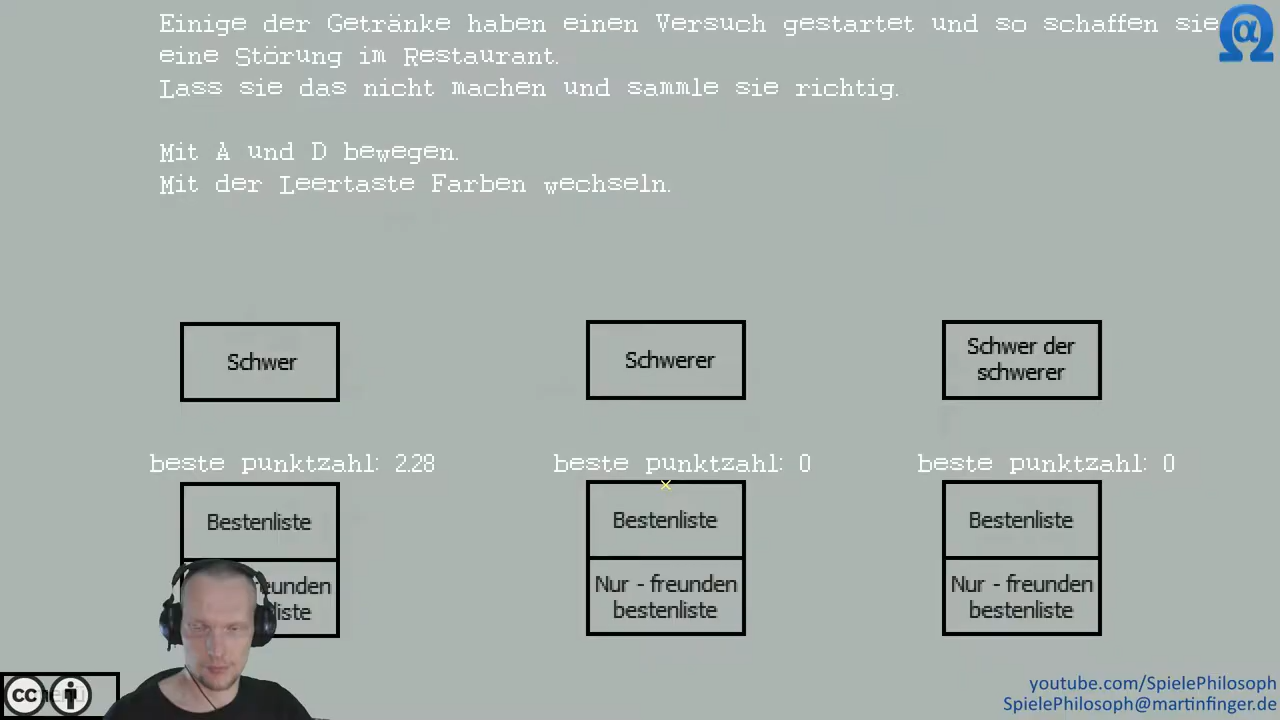 Einige der Getränke haben einen Versuch gestartet und so schaffen sie
eine Störung im Restaurant.
Lass sie das nicht machen und sammle sie richtig.
Mit A und D bewegen.
Mit der Leertaste Farben wechseln.
Schwer
Schwerer
Schwer der
schwerer
beste punktzahl: 2.28
beste punktzahl: 0
beste punktzahl: 0
Bestenliste
Bestenliste
Bestenliste
Nur - freunden
bestenliste
Nur - freunden
bestenliste
cc
youtube.com/SpielePhilosoph
SpielePhilosoph@martinfinger.de